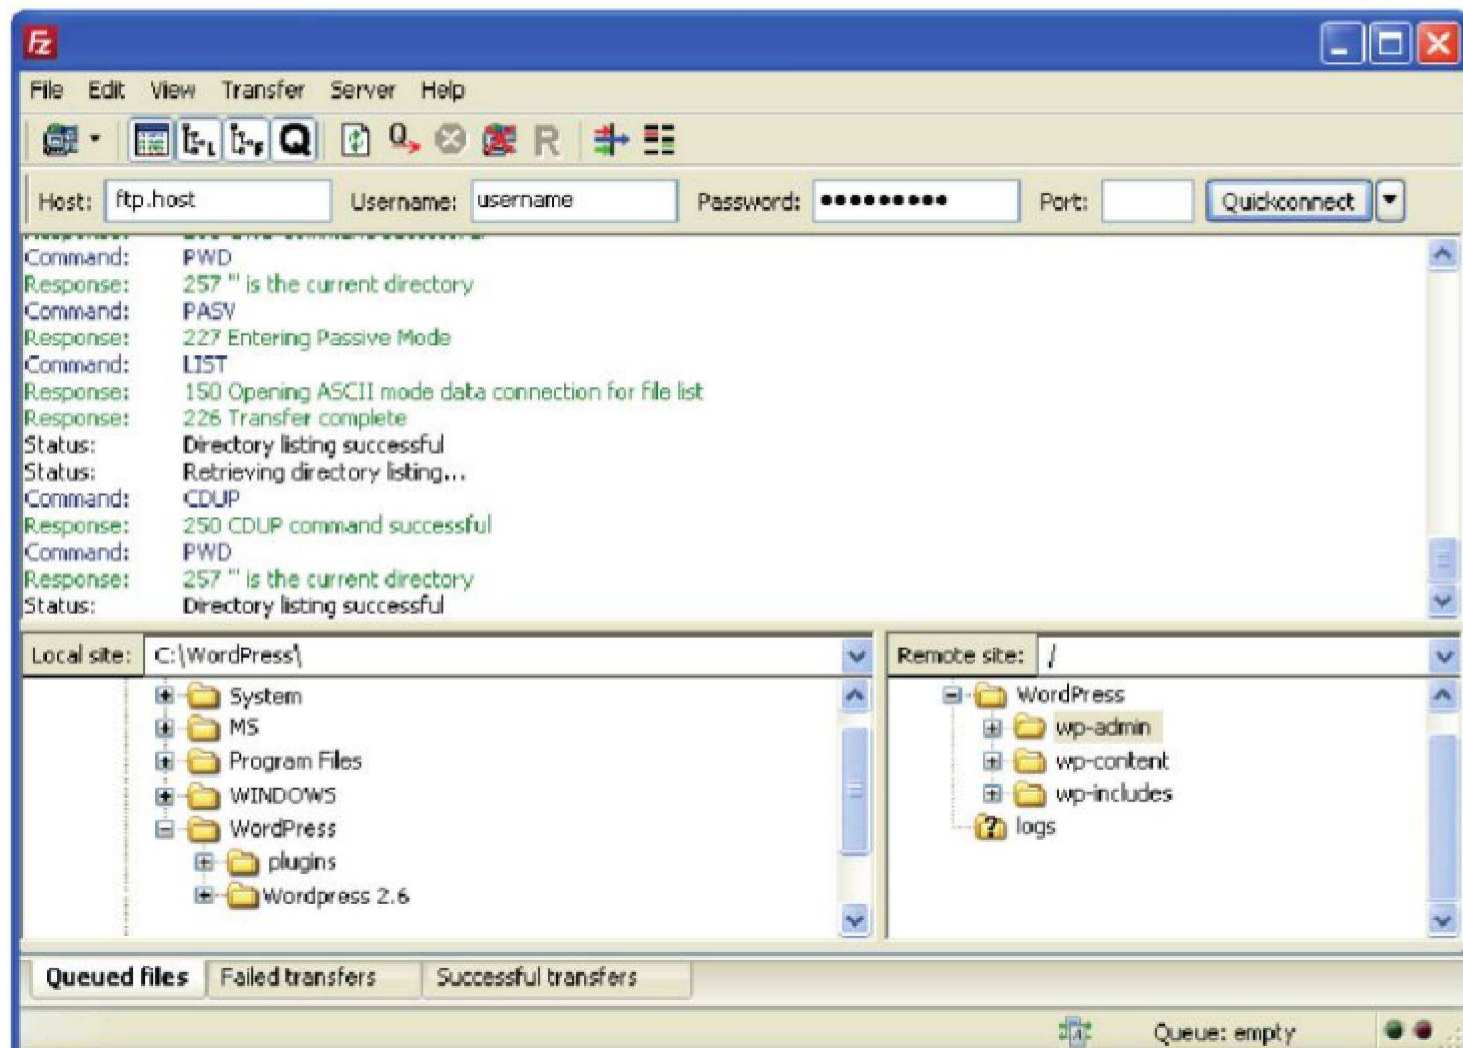 Fz
File Edit View Transfer Server Help
L F Q Q R
Host: ftp.host Username: username Password: ●●●●●●●●● Port: Quickconnect
Command: PWD
Response: 257 "' is the current directory
Command: PASV
Response: 227 Entering Passive Mode
Command: LIST
Response: 150 Opening ASCII mode data connection for file list
Response: 226 Transfer complete
Status: Directory listing successful
Status: Retrieving directory listing...
Command: CDUP
Response: 250 CDUP command successful
Command: PWD
Response: 257 "' is the current directory
Status: Directory listing successful
Local site: C:\WordPress\
System
MS
Program Files
WINDOWS
WordPress
plugins
Wordpress 2.6
Remote site: /
WordPress
wp-admin
wp-content
wp-includes
? logs
Queued files Failed transfers Successful transfers
Queue: empty